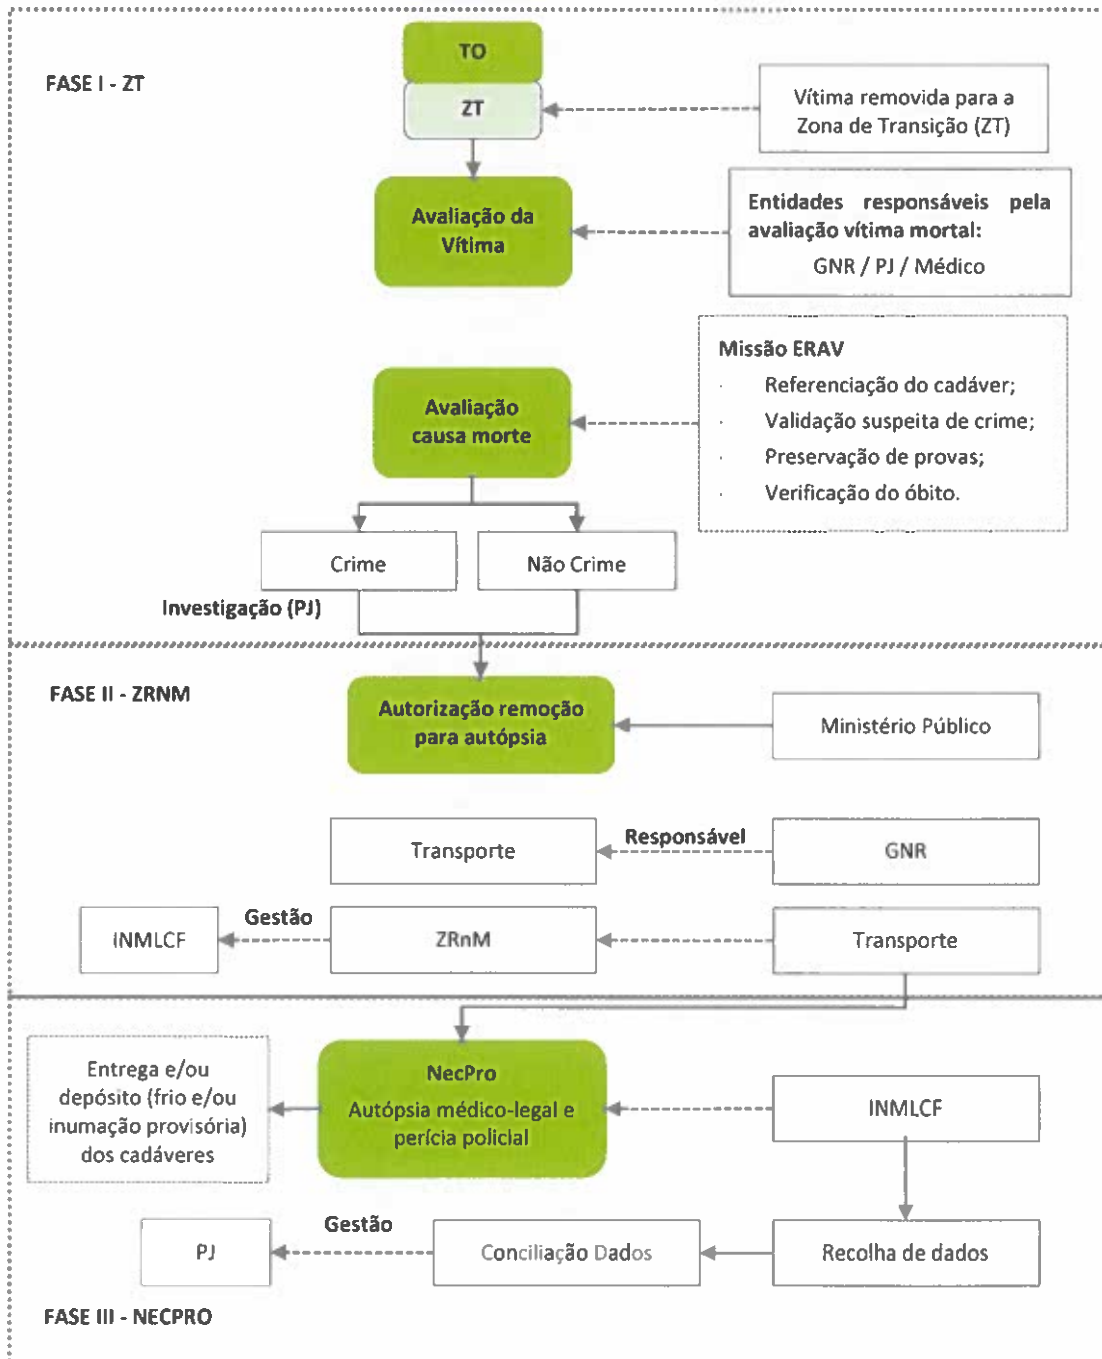 TO
FASE I - ZT
ZT
Vítima removida para a
Zona de Transição (ZT)
Avaliação da
Vítima
Entidades responsáveis pela
avaliação vítima mortal:
GNR / PJ / Médico
Missão ERAV
· Referenciação do cadáver;
· Validação suspeita de crime;
· Preservação de provas;
· Verificação do óbito.
Avaliação
causa morte
Crime
Não Crime
Investigação (PJ)
FASE II - ZRNM
Autorização remoção
para autópsia
Ministério Público
Transporte
Responsável
GNR
INMLCF
Gestão
ZRnM
Transporte
Entrega e/ou
depósito (frio e/ou
inumação provisória)
dos cadáveres
NecPro
Autópsia médico-legal e
perícia policial
INMLCF
PJ
Gestão
Conciliação Dados
Recolha de dados
FASE III - NECPRO